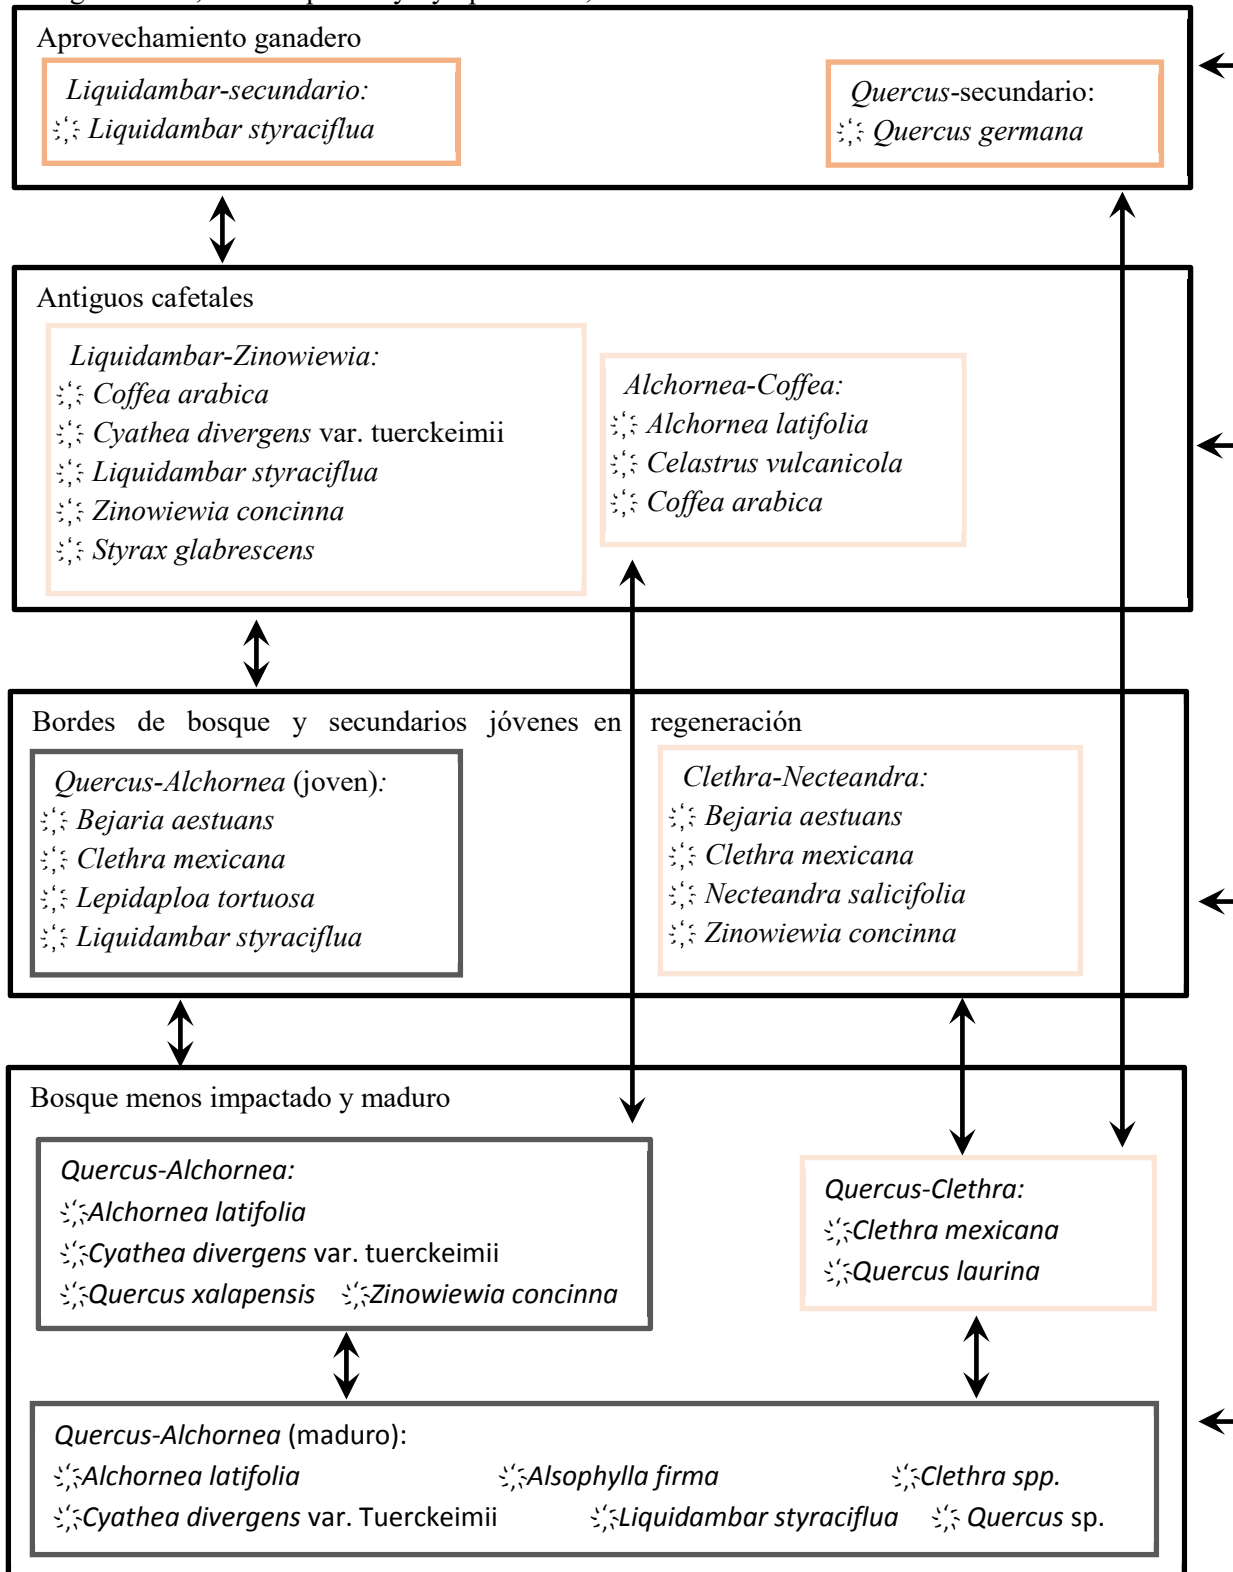 Aprovechamiento ganadero
Liquidambar-secundario:
Liquidambar styraciflua
Quercus-secundario:
Quercus germana
Antiguos cafetales
Liquidambar-Zinowiewia:
Coffea arabica
Cyathea divergens var. tuerckeimii
Liquidambar styraciflua
Zinowiewia concinna
Styrax glabrescens
Alchornea-Coffea:
Alchornea latifolia
Celastrus vulcanicola
Coffea arabica
Bordes de bosque y secundarios jóvenes en regeneración
Quercus-Alchornea (joven):
Bejaria aestuans
Clethra mexicana
Lepidaploa tortuosa
Liquidambar styraciflua
Clethra-Necteandra:
Bejaria aestuans
Clethra mexicana
Necteandra salicifolia
Zinowiewia concinna
Bosque menos impactado y maduro
Quercus-Alchornea:
Alchornea latifolia
Cyathea divergens var. tuerckeimii
Quercus xalapensis Zinowiewia concinna
Quercus-Clethra:
Clethra mexicana
Quercus laurina
Quercus-Alchornea (maduro):
Alchornea latifolia Alsophylla firma Clethra spp.
Cyathea divergens var. Tuerckeimii Liquidambar styraciflua Quercus sp.